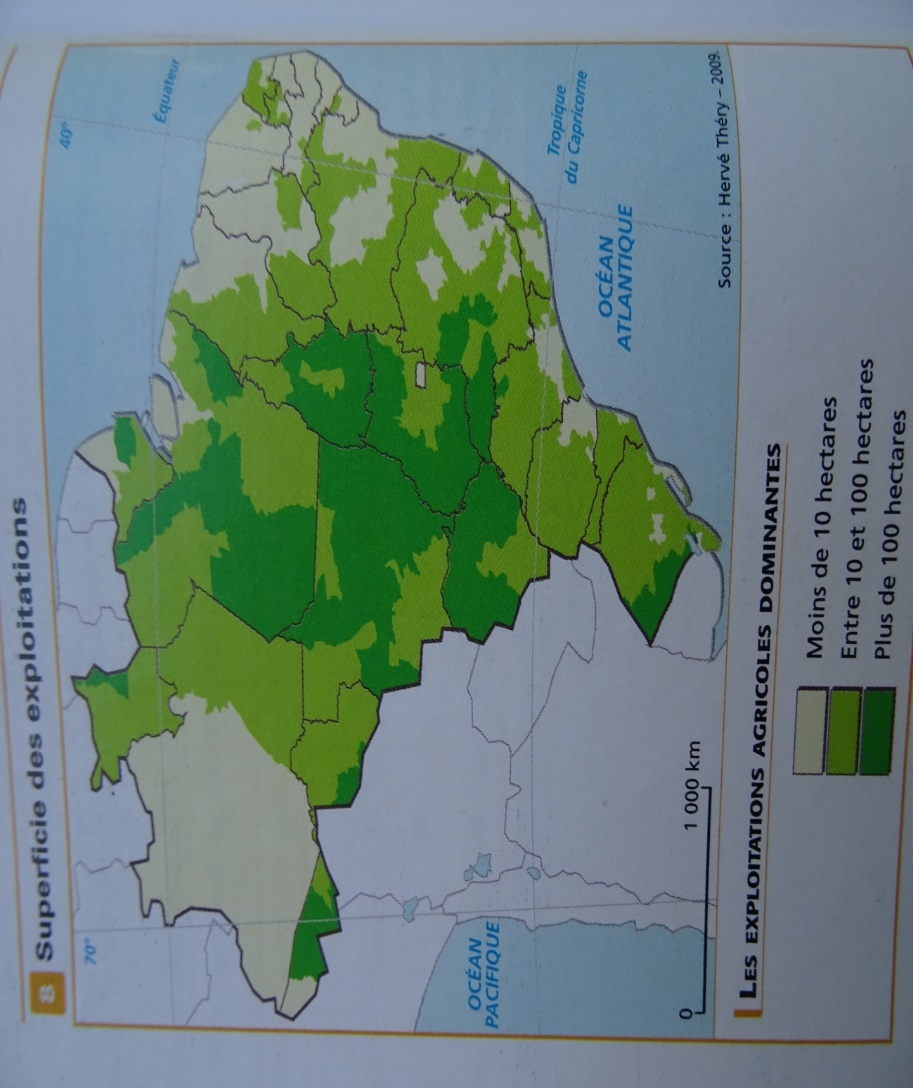 8 Superficie des exploitations
70°
40°
Équateur
Tropique
du Capricorne
OCÉAN
PACIFIQUE
OCÉAN
ATLANTIQUE
0 1 000 km
Source : Hervé Théry – 2009.
LES EXPLOITATIONS AGRICOLES DOMINANTES
Moins de 10 hectares
Entre 10 et 100 hectares
Plus de 100 hectares